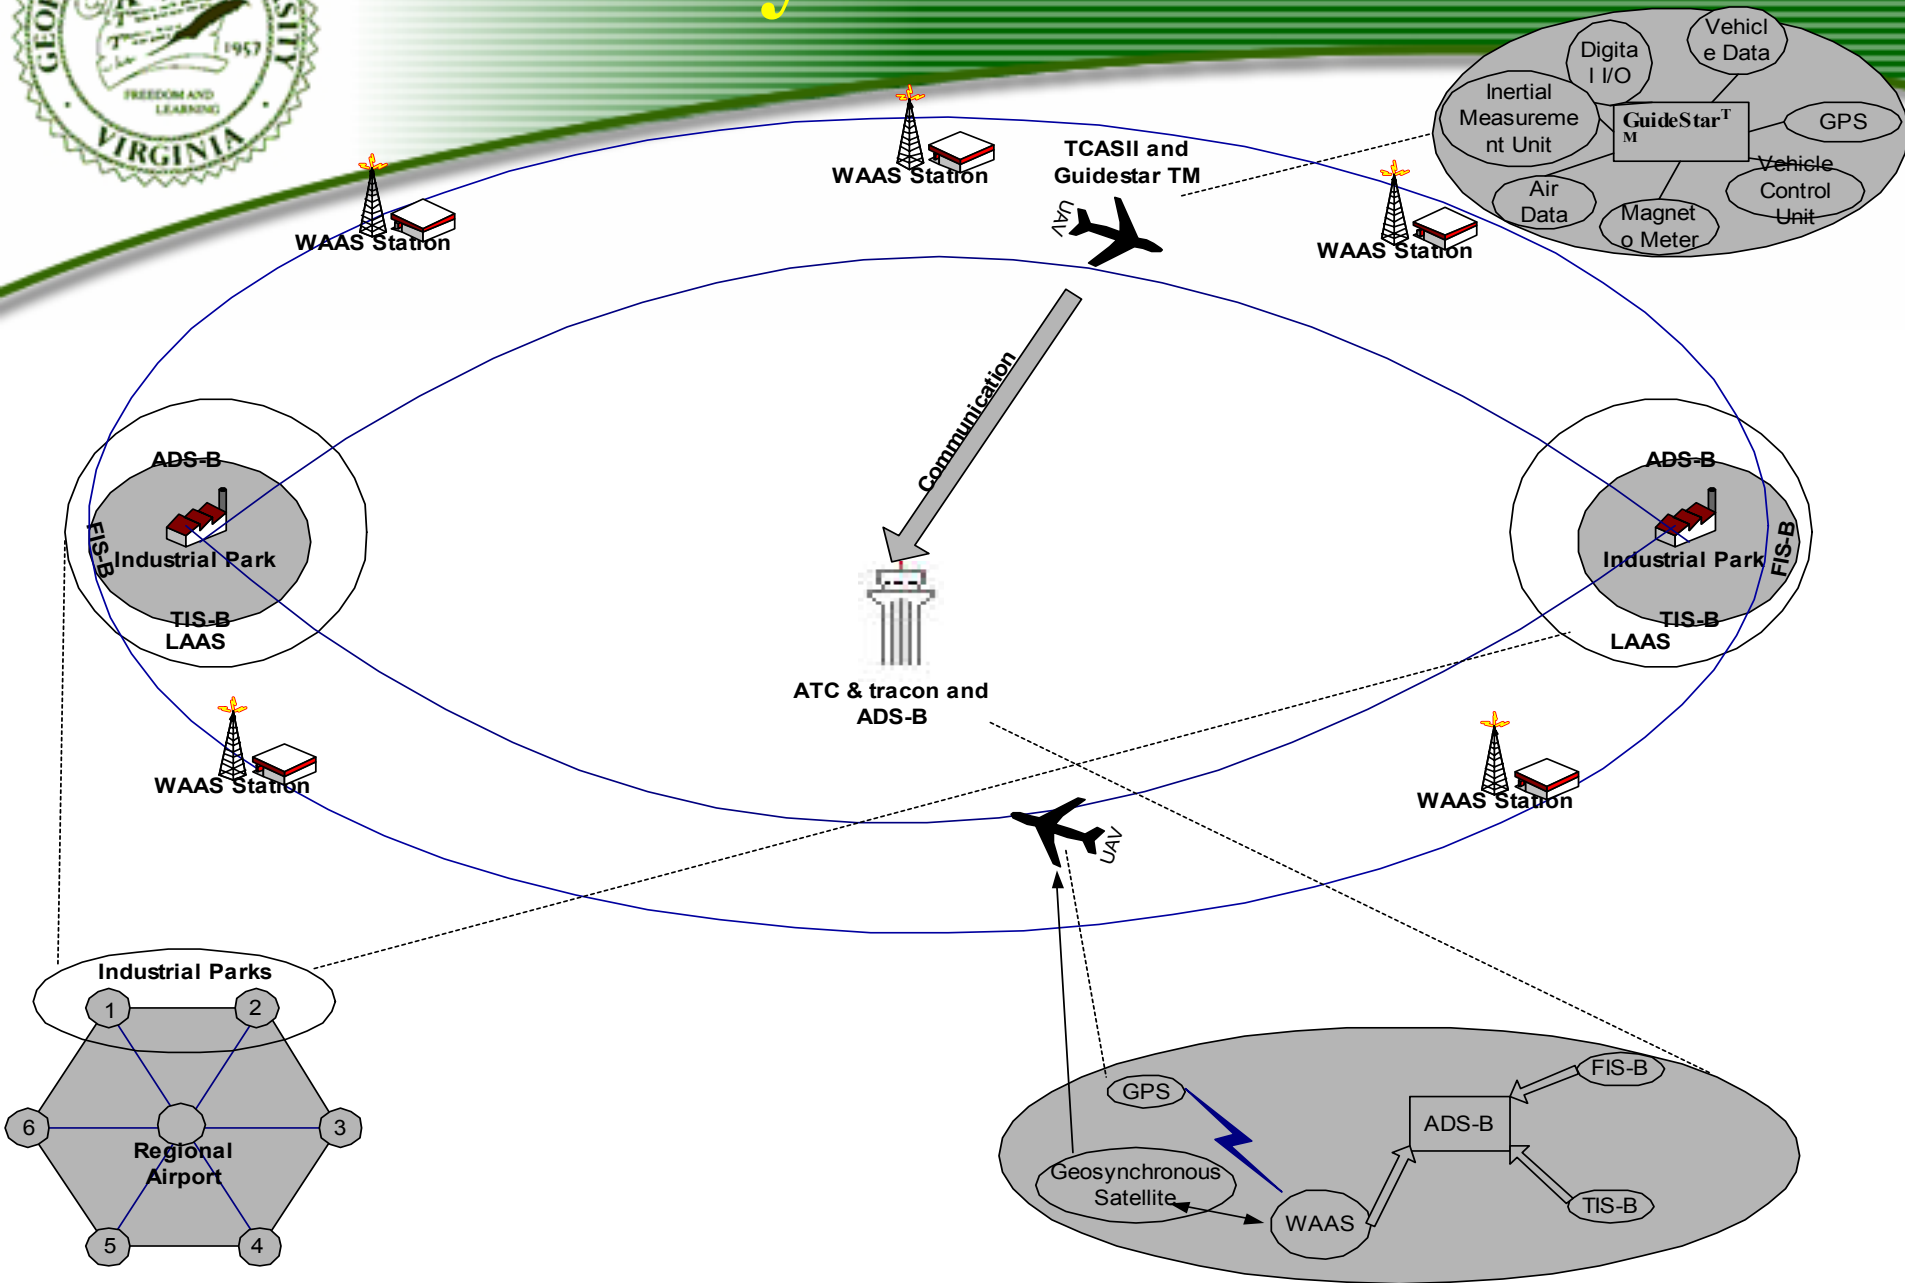 1957
FREEDOM AND
LEARNING
VIRGINIA
Vehicl
e Data
Digita
l I/O
Inertial
Measureme
nt Unit
GuideStarT
M
GPS
Vehicle
Control
Unit
Air
Data
Magnet
o Meter
WAAS Station
WAAS Station
TCASII and
Guidestar TM
UAV
WAAS Station
Communication
ADS-B
FIS-B
Industrial Park
TIS-B
LAAS
ADS-B
FIS-B
Industrial Park
TIS-B
LAAS
ATC & tracon and
ADS-B
WAAS Station
WAAS Station
UAV
Industrial Parks
1
2
6
3
Regional
Airport
5
4
GPS
Geosynchronous
Satellite
WAAS
ADS-B
FIS-B
TIS-B